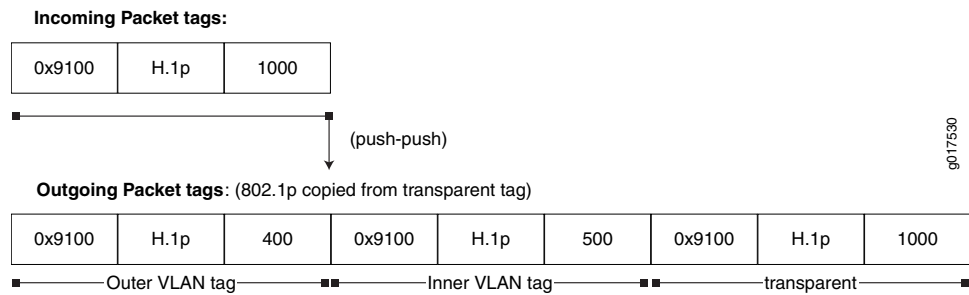 Incoming Packet tags:
0x9100 H.1p 1000
(push-push)
g017530
Outgoing Packet tags: (802.1p copied from transparent tag)
0x9100 H.1p 400 0x9100 H.1p 500 0x9100 H.1p 1000
Outer VLAN tag Inner VLAN tag transparent